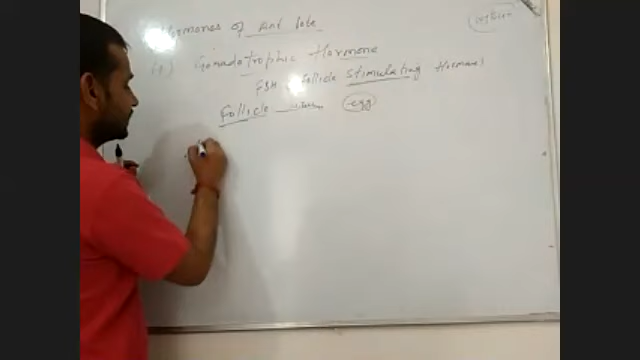 Hormones of Ant lobe
(1) Gonadotrophic Hormone
FSH Follicle stimulating Hormone
Follicle egg